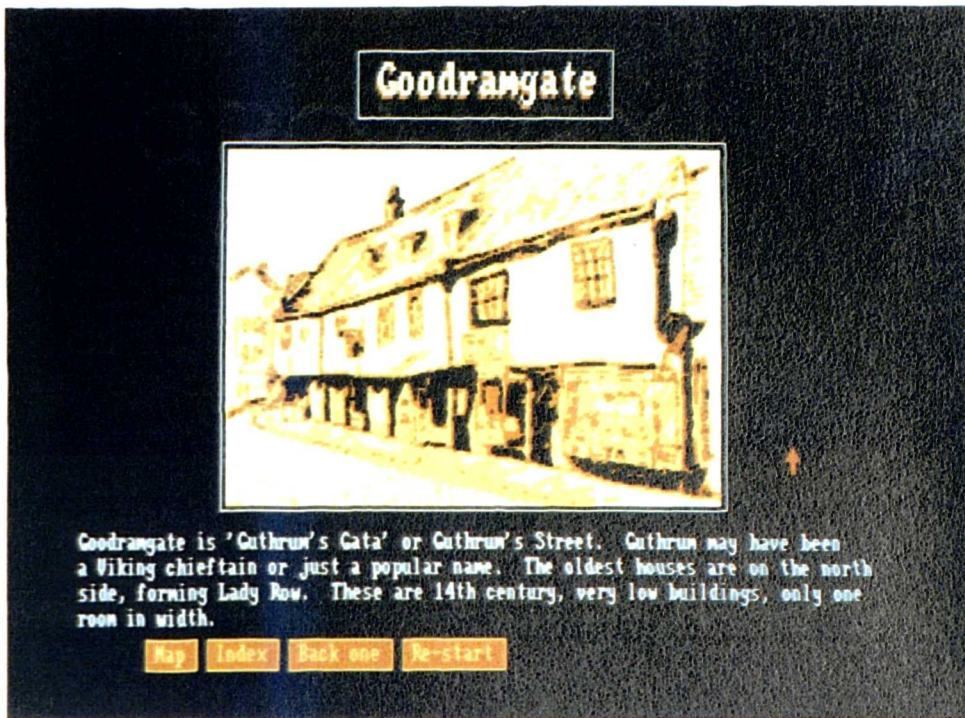 Goodramgate
Goodramgate is 'Guthrum's Gata' or Guthrum's Street.  Guthrum may have been
a Viking chieftain or just a popular name.  The oldest houses are on the north
side, forming Lady Row.  These are 14th century, very low buildings, only one
room in width.
Map Index Back one Re-start